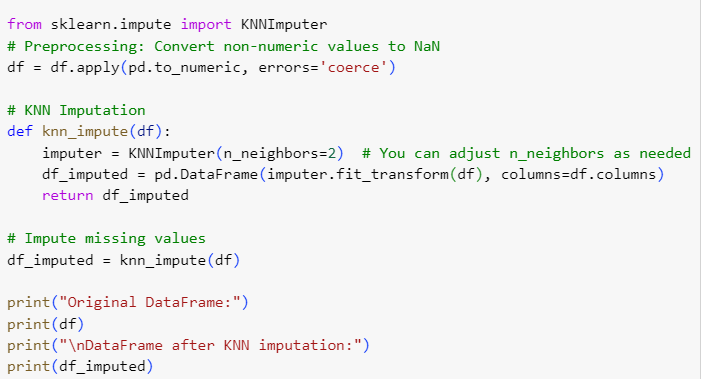 from sklearn.impute import KNNImputer
# Preprocessing: Convert non-numeric values to NaN
df = df.apply(pd.to_numeric, errors='coerce')

# KNN Imputation
def knn_impute(df):
    imputer = KNNImputer(n_neighbors=2)  # You can adjust n_neighbors as needed
    df_imputed = pd.DataFrame(imputer.fit_transform(df), columns=df.columns)
    return df_imputed

# Impute missing values
df_imputed = knn_impute(df)

print("Original DataFrame:")
print(df)
print("\nDataFrame after KNN imputation:")
print(df_imputed)